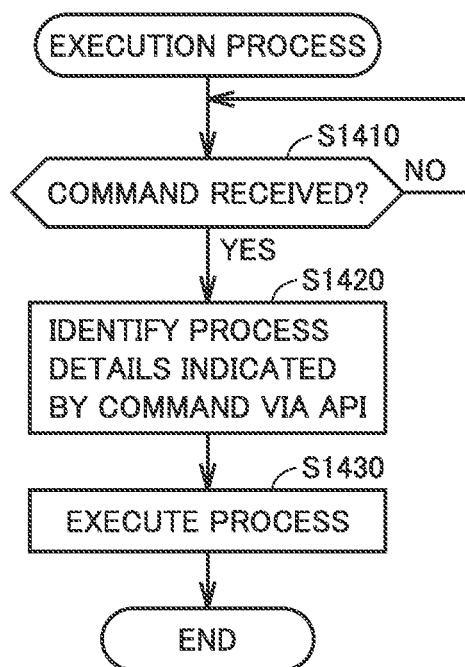 EXECUTION PROCESS
S1410
COMMAND RECEIVED?
NO
YES
S1420
IDENTIFY PROCESS
DETAILS INDICATED
BY COMMAND VIA API
S1430
EXECUTE PROCESS
END